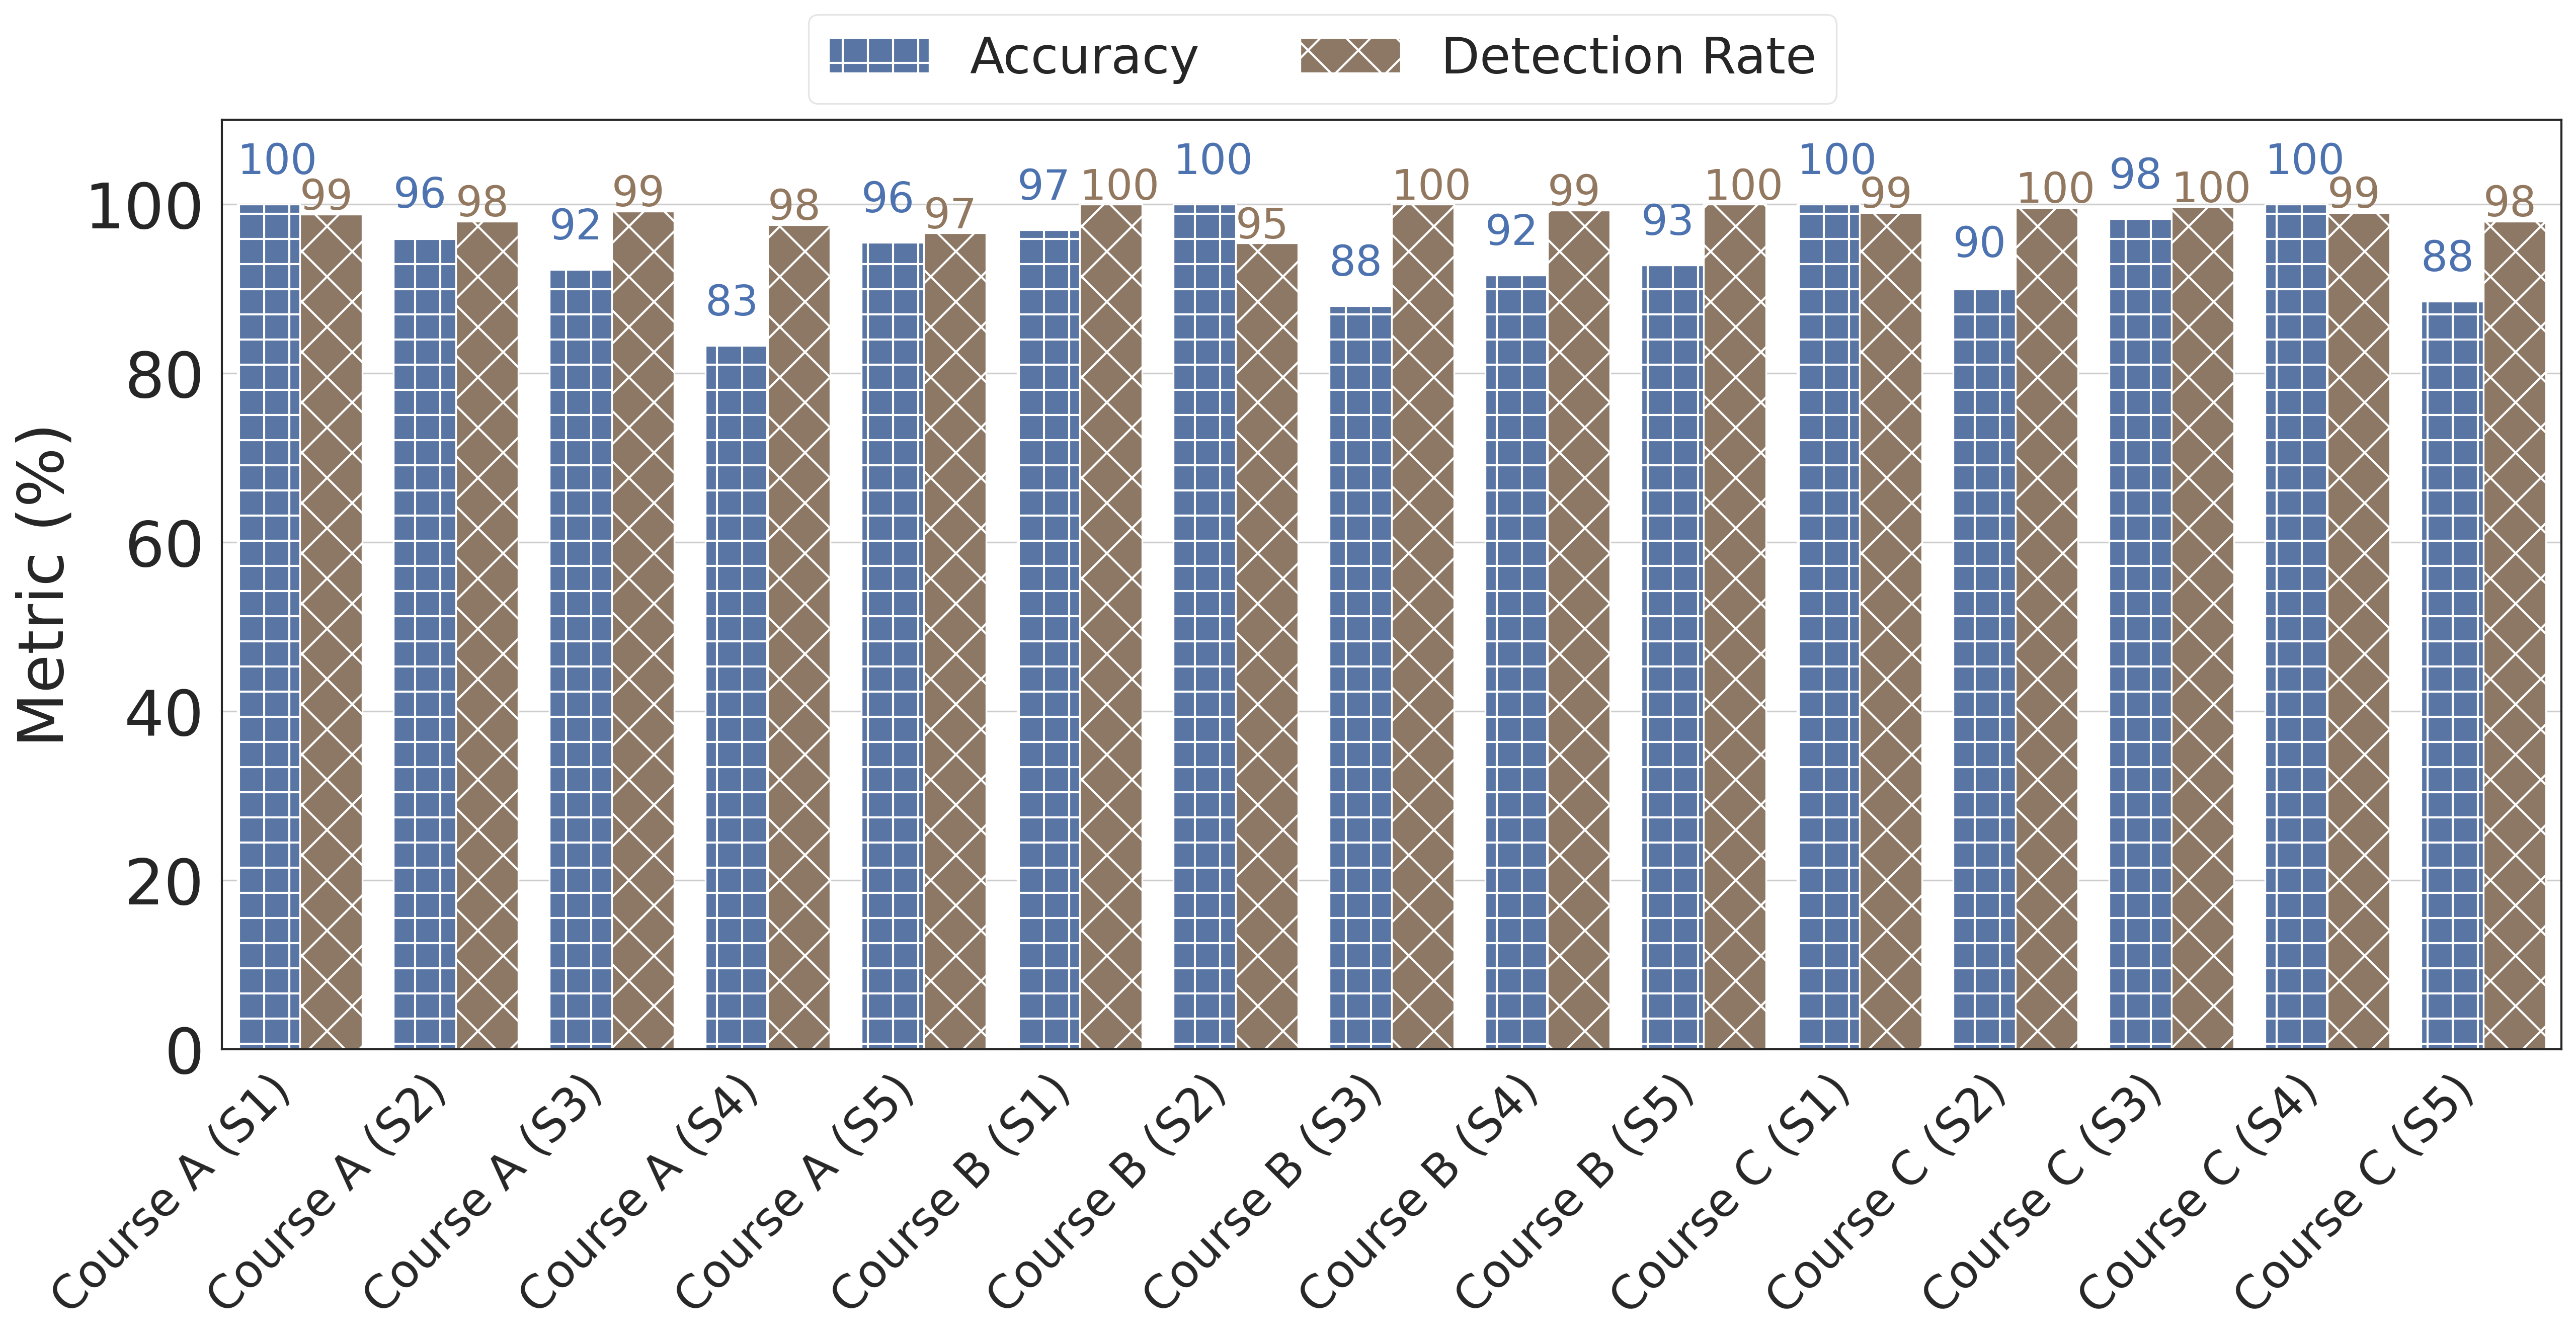 Accuracy
Detection Rate
Metric (%)
100
80
60
40
20
0
100
99
96
98
92
99
83
98
96
97
97
100
100
95
88
100
92
99
93
100
100
99
90
100
98
100
100
99
88
98
Course A (S1)
Course A (S2)
Course A (S3)
Course A (S4)
Course A (S5)
Course B (S1)
Course B (S2)
Course B (S3)
Course B (S4)
Course B (S5)
Course C (S1)
Course C (S2)
Course C (S3)
Course C (S4)
Course C (S5)